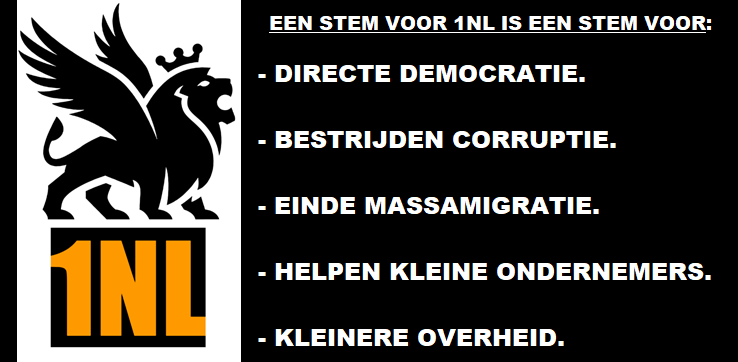 EEN STEM VOOR 1NL IS EEN STEM VOOR:
- DIRECTE DEMOCRATIE.
- BESTRIJDEN CORRUPTIE.
- EINDE MASSAMIGRATIE.
- HELPEN KLEINE ONDERNEMERS.
- KLEINERE OVERHEID.
1NL